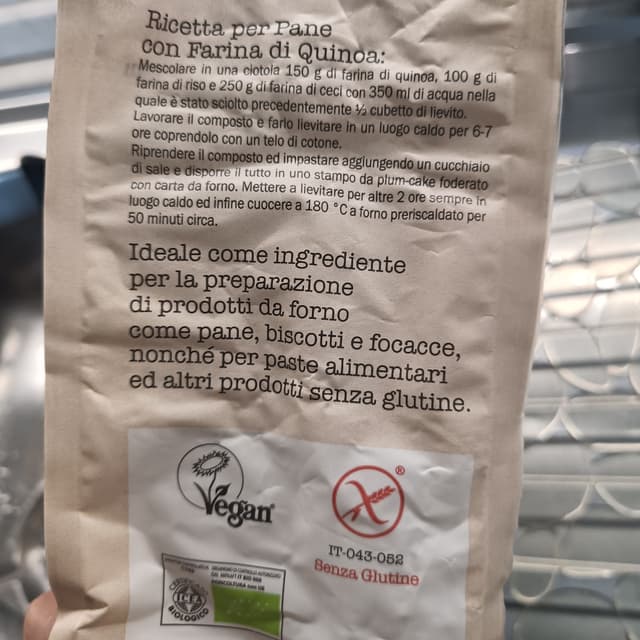 Ricetta per Pane
con Farina di Quinoa:
Mescolare in una ciotola 150 g di farina di quinoa, 100 g di
farina di riso e 250 g di farina di ceci con 350 ml di acqua nella
quale è stato sciolto precedentemente ½ cubetto di lievito.
Lavorare il composto e farlo lievitare in un luogo caldo per 6-7
ore coprendolo con un telo di cotone.
Riprendere il composto ed impastare aggiungendo un cucchiaio
di sale e disporre il tutto in uno stampo da plum-cake foderato
con carta da forno. Mettere a lievitare per altre 2 ore sempre in
luogo caldo ed infine cuocere a 180 °C a forno preriscaldato per
50 minuti circa.
Ideale come ingrediente
per la preparazione
di prodotti da forno
come pane, biscotti e focacce,
nonché per paste alimentari
ed altri prodotti senza glutine.
Vegan
®
IT-043-052
Senza Glutine
BIOLOGICO